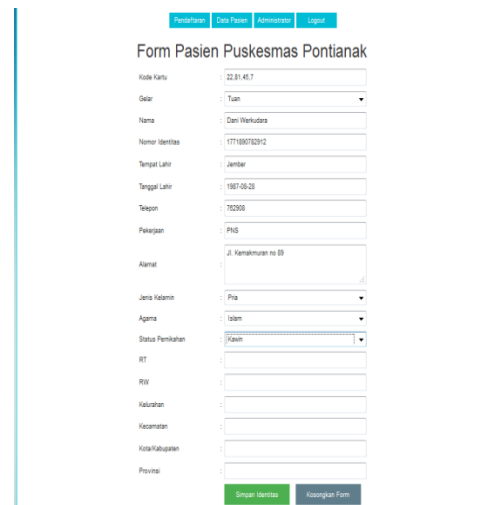 Pendaftaran Data Pasien Administrator Logout
Form Pasien Puskesmas Pontianak
Kode Kartu : 22,81,45,7
Gelar : Tuan
Nama : Dani Werkudara
Nomor Identitas : 1771890782912
Tempat Lahir : Jember
Tanggal Lahir : 1987-08-28
Telepon : 762908
Pekerjaan : PNS
Alamat : Jl. Kemakmuran no 89
Jenis Kelamin : Pria
Agama : Islam
Status Pernikahan : Kawin
RT :
RW :
Kelurahan :
Kecamatan :
Kota/Kabupaten :
Provinsi :
Simpan Identitas Kosongkan Form